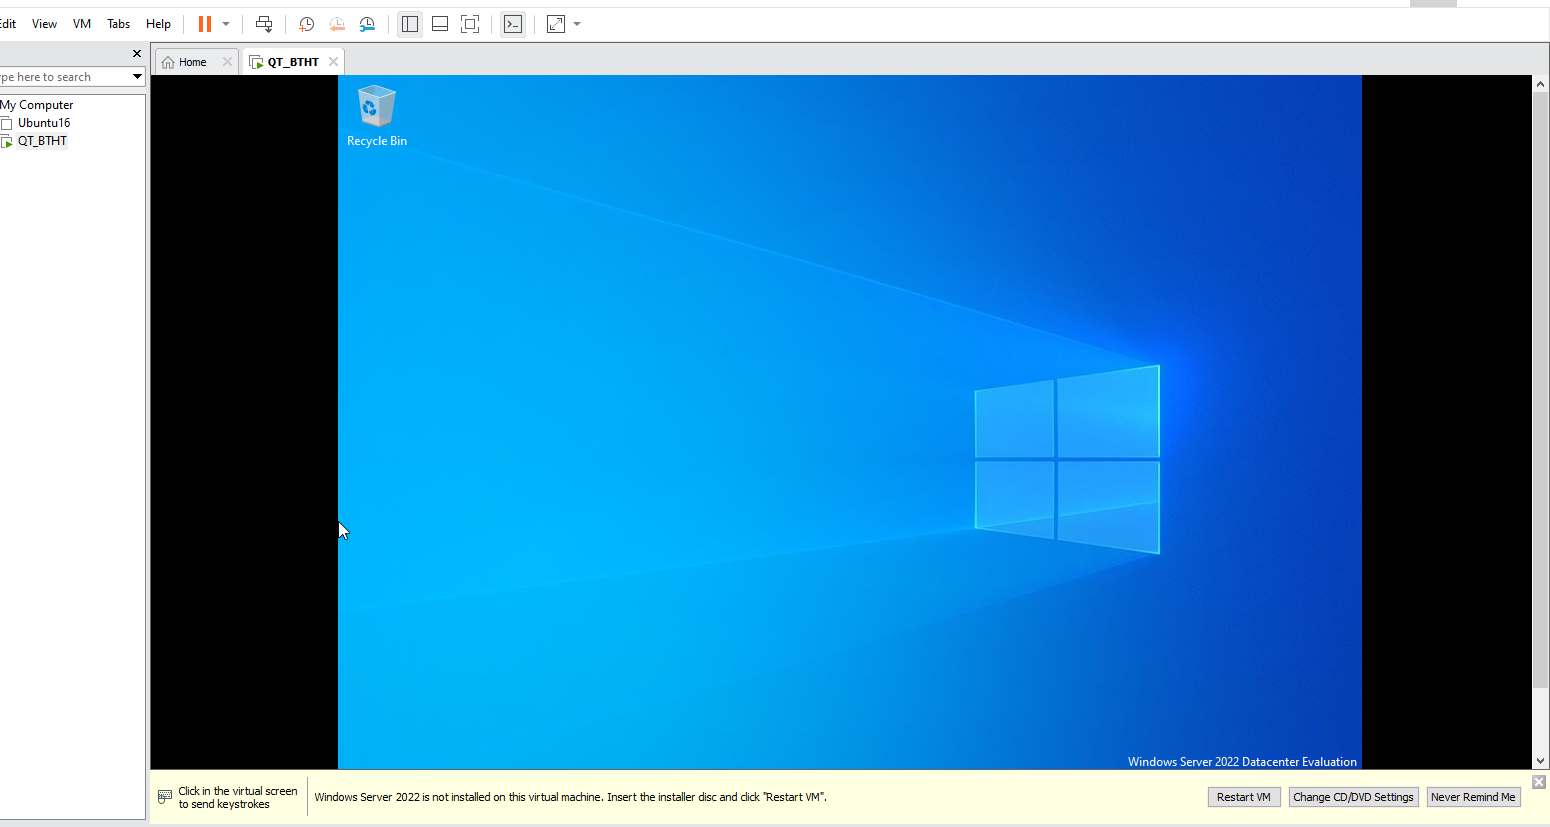 dit View VM Tabs Help
Home QT_BTHT
pe here to search
My Computer
Ubuntu16
QT_BTHT
Recycle Bin
Windows Server 2022 Datacenter Evaluation
Click in the virtual screen
to send keystrokes
Windows Server 2022 is not installed on this virtual machine. Insert the installer disc and click "Restart VM".
Restart VM Change CD/DVD Settings Never Remind Me